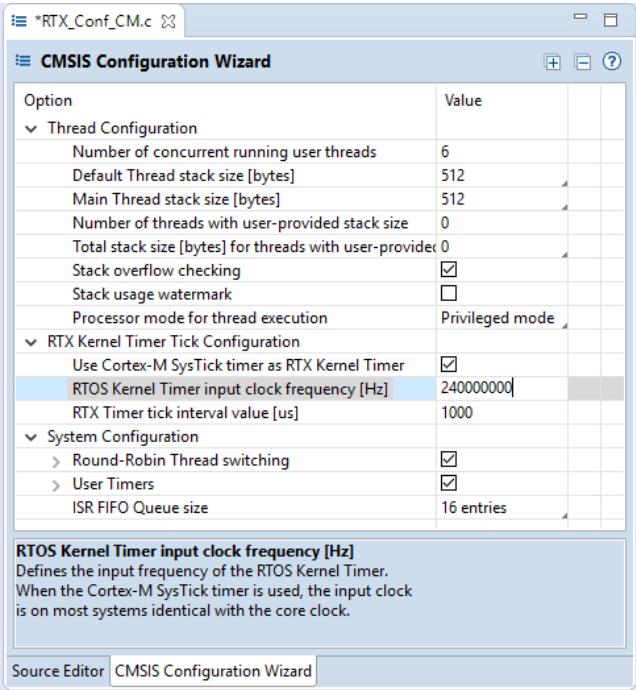 *RTX_Conf_CM.c
CMSIS Configuration Wizard
Option Value
Thread Configuration
Number of concurrent running user threads 6
Default Thread stack size [bytes] 512
Main Thread stack size [bytes] 512
Number of threads with user-provided stack size 0
Total stack size [bytes] for threads with user-provided 0
Stack overflow checking
Stack usage watermark
Processor mode for thread execution Privileged mode
RTX Kernel Timer Tick Configuration
Use Cortex-M SysTick timer as RTX Kernel Timer
RTOS Kernel Timer input clock frequency [Hz] 240000000
RTX Timer tick interval value [us] 1000
System Configuration
Round-Robin Thread switching
User Timers
ISR FIFO Queue size 16 entries
RTOS Kernel Timer input clock frequency [Hz]
Defines the input frequency of the RTOS Kernel Timer.
When the Cortex-M SysTick timer is used, the input clock
is on most systems identical with the core clock.
Source Editor CMSIS Configuration Wizard